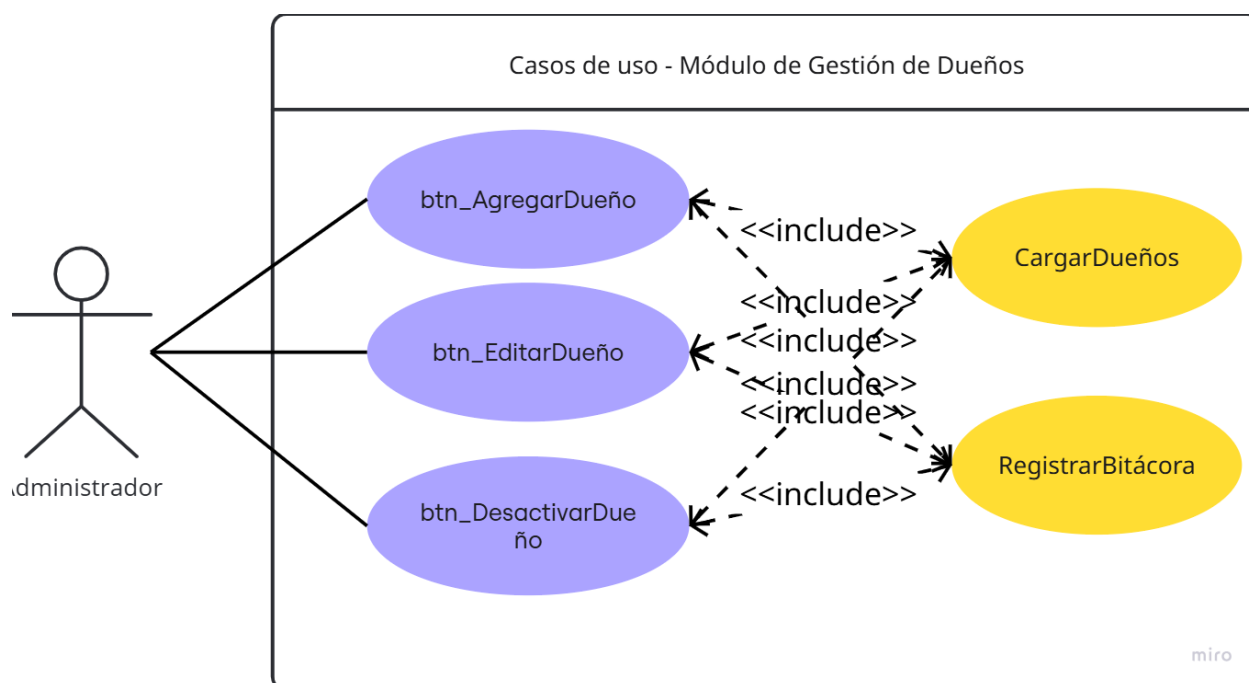 Casos de uso - Módulo de Gestión de Dueños
btn_AgregarDueño
<<include>>
CargarDueños
<<include>>
<<include>>
btn_EditarDueño
<<include>>
<<include>>
RegistrarBitácora
dministrador
<<include>>
btn_DesactivarDue
ño
miro